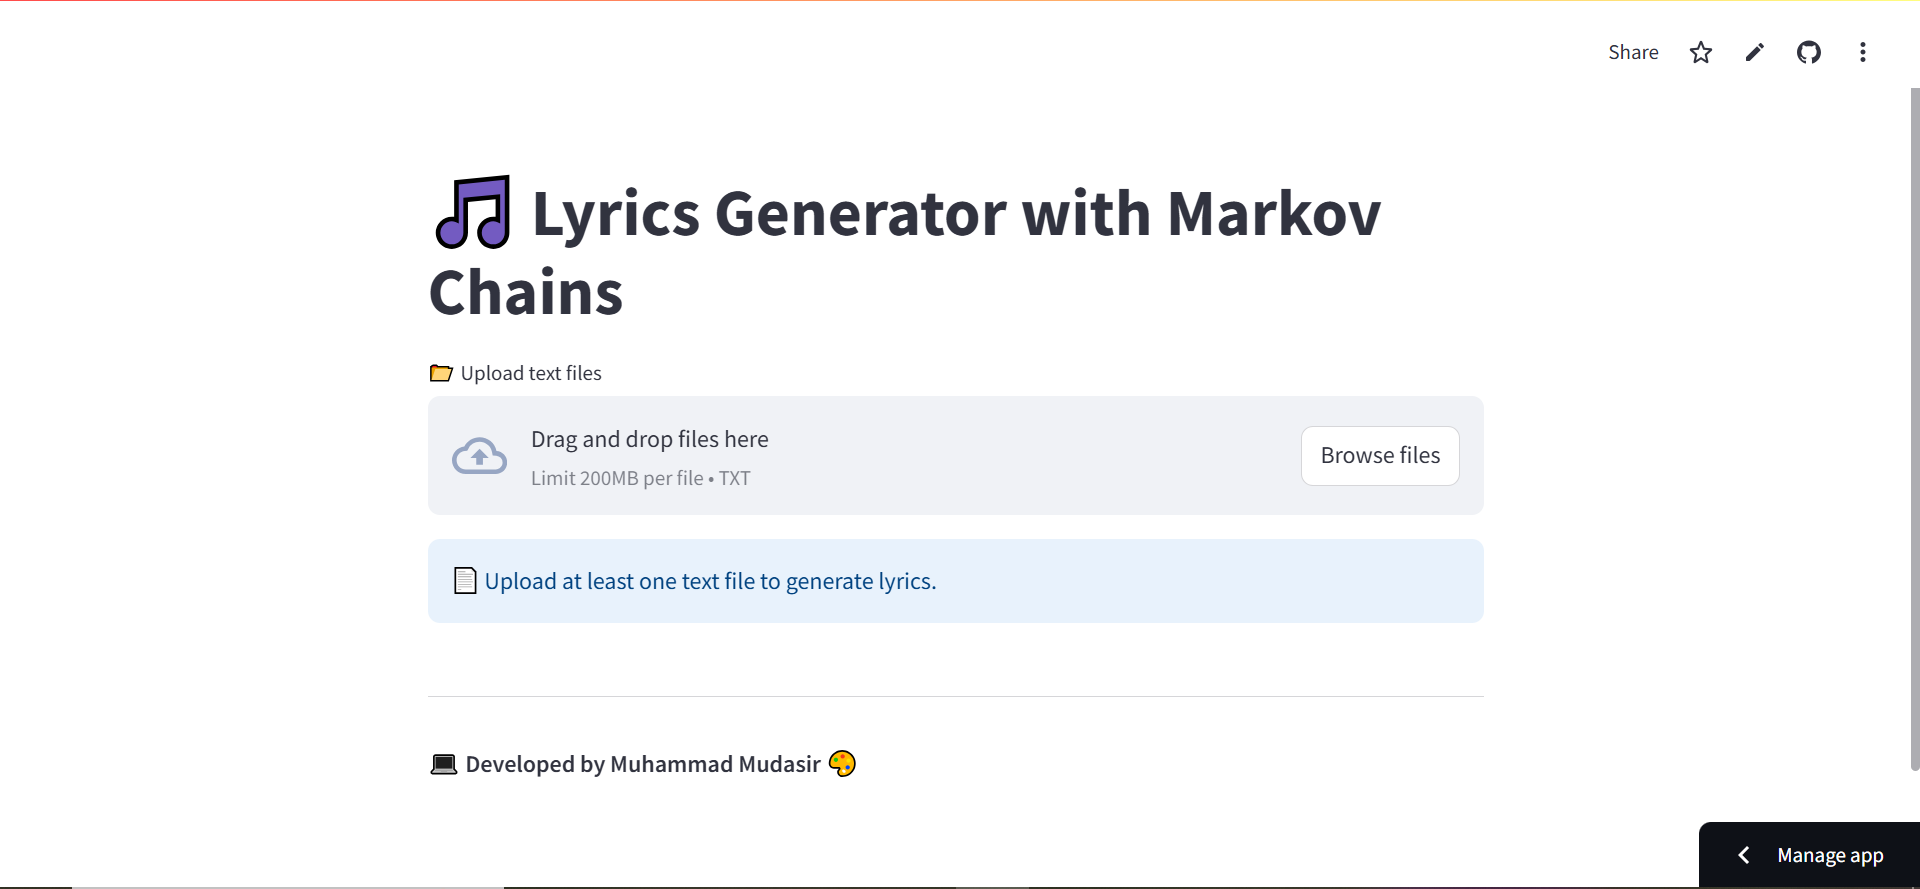 Share
🎵 Lyrics Generator with Markov
Chains
📂 Upload text files
Drag and drop files here
Limit 200MB per file • TXT
Browse files
📄 Upload at least one text file to generate lyrics.
💻 Developed by Muhammad Mudasir 🎨
Manage app